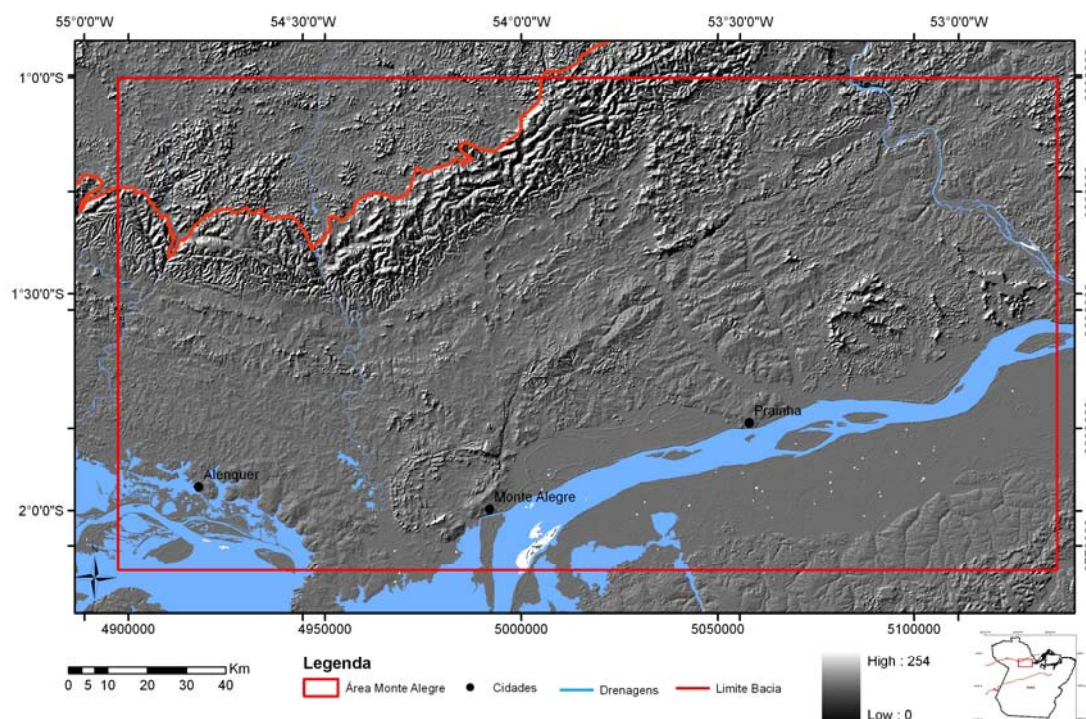 55°0'0"W 54°30'0"W 54°0'0"W 53°30'0"W 53°0'0"W
1°0'0"S
1°30'0"S
Prainha
Alenquer
Monte Alegre
2°0'0"S
4900000 4950000 5000000 5050000 5100000
Legenda
Km
0 5 10 20 30 40
Área Monte Alegre
Cidades
Drenagens
Limite Bacia
High : 254
Low : 0